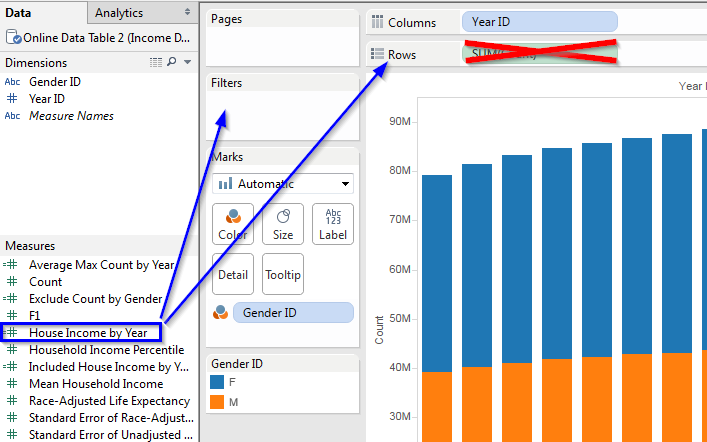 Data
Analytics
Online Data Table 2 (Income D...
Dimensions
Abc Gender ID
# Year ID
Abc Measure Names
Measures
Average Max Count by Year
Count
Exclude Count by Gender
F1
House Income by Year
Household Income Percentile
Included House Income by Y...
Mean Household Income
Race-Adjusted Life Expectancy
Standard Error of Race-Adjust...
Standard Error of Unadjusted ...
Pages
Filters
Marks
Automatic
Color
Size
Abc
123
Label
Detail
Tooltip
Gender ID
Gender ID
F
M
Columns
Year ID
Rows
Year
90M
80M
70M
60M
50M
40M
30M
Count